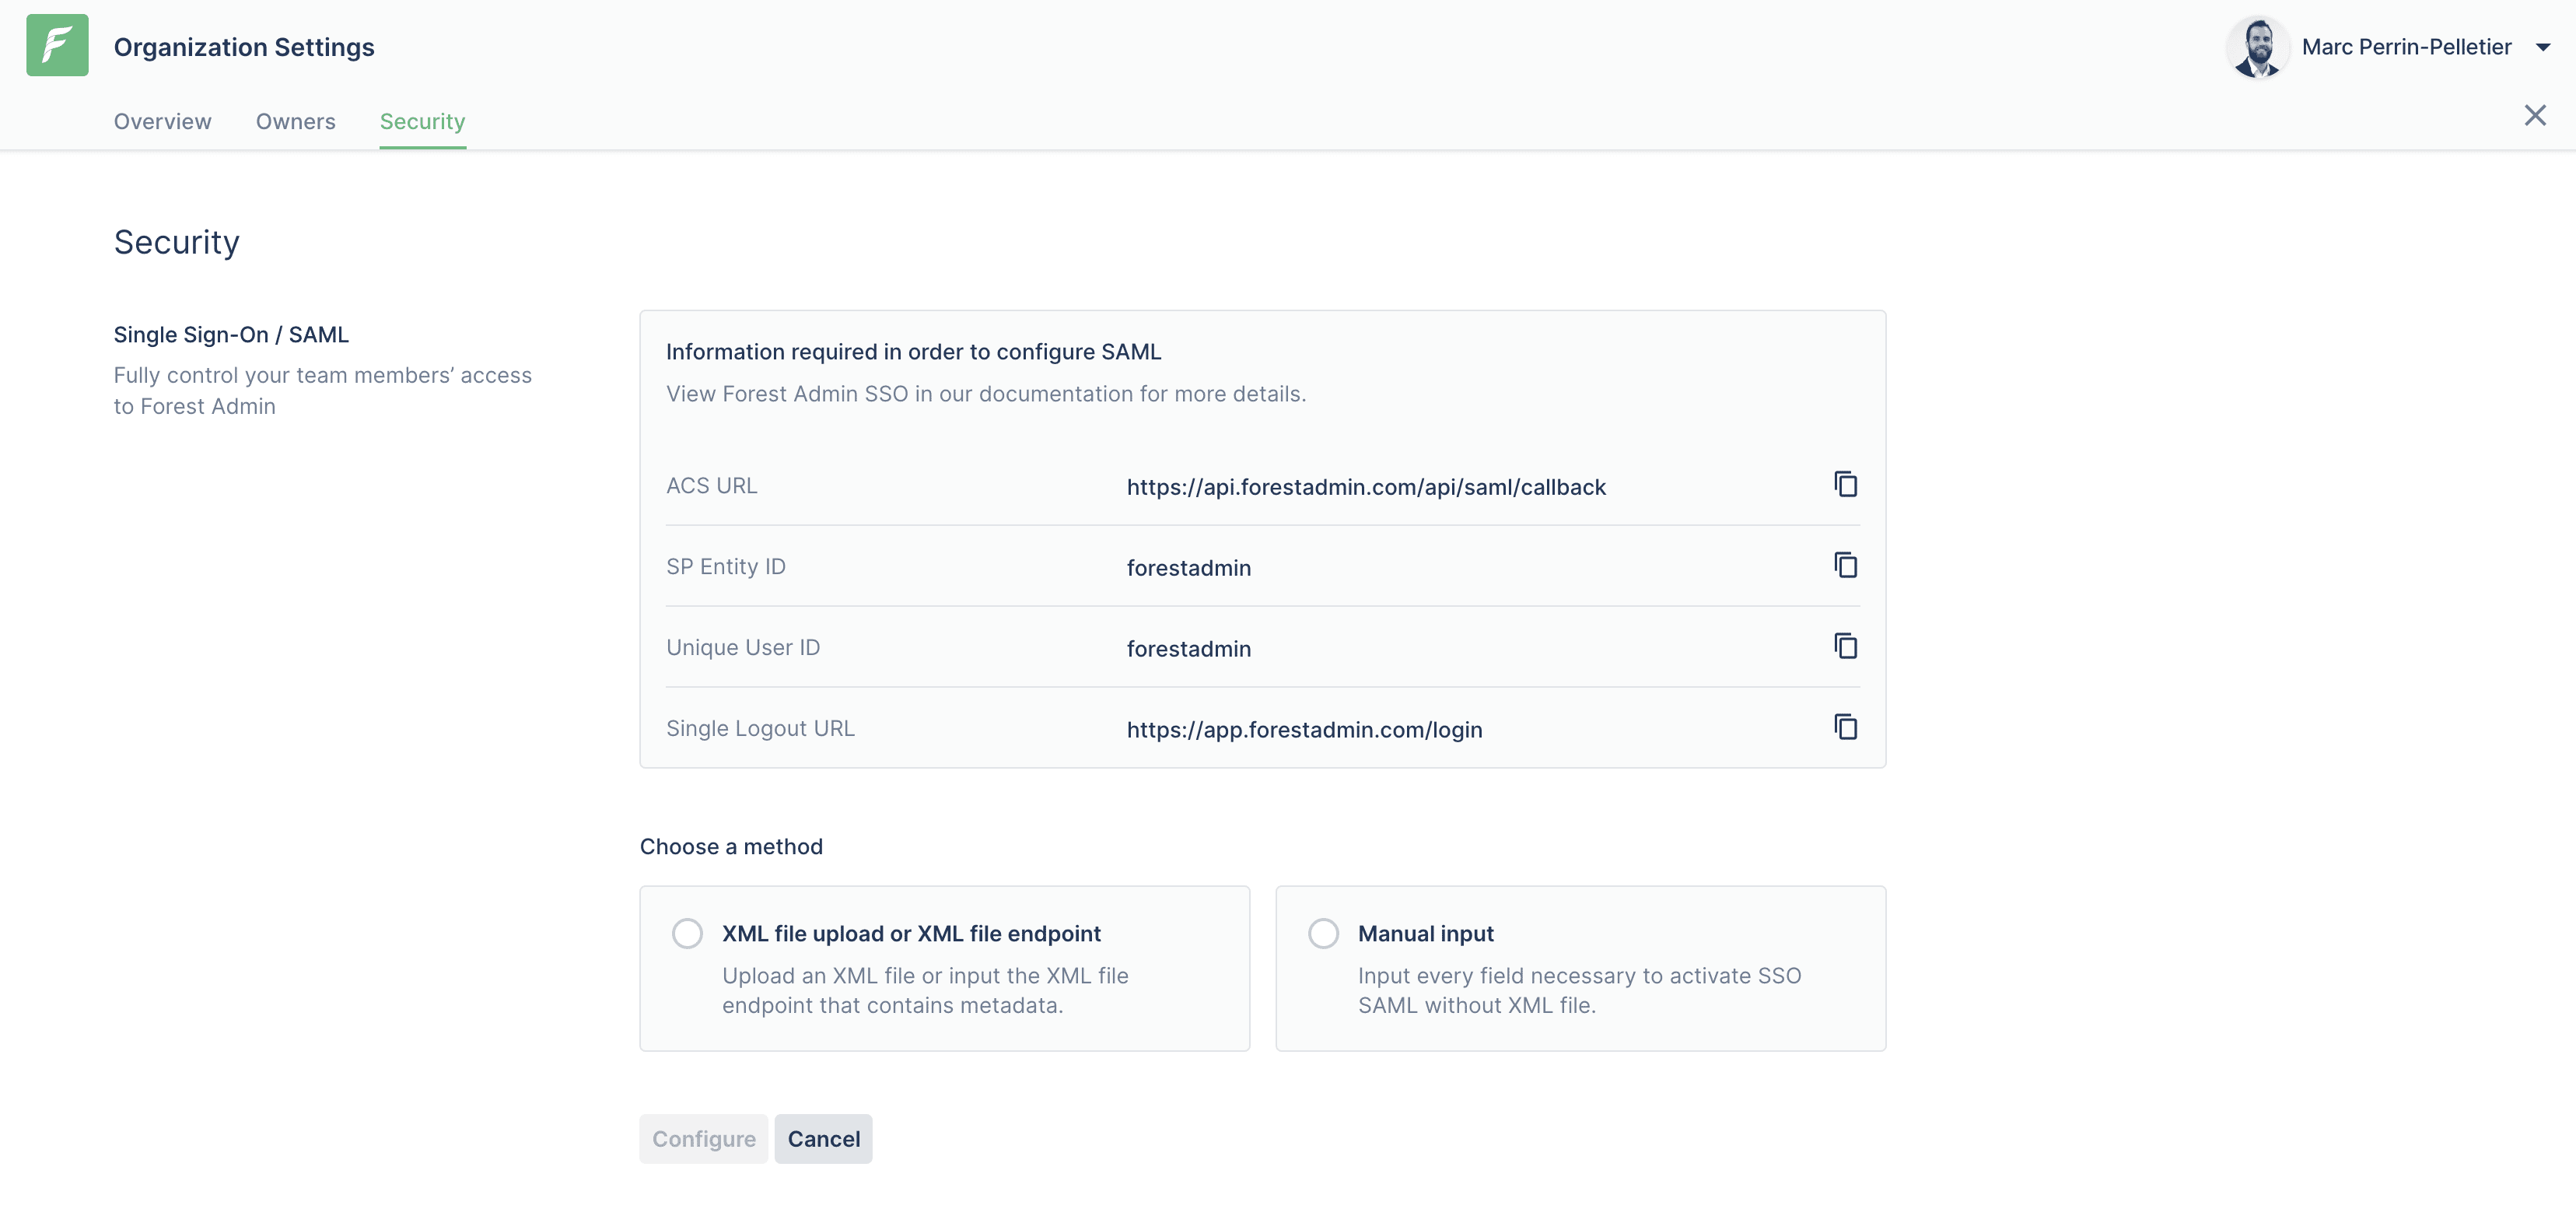 Organization Settings
Marc Perrin-Pelletier
Overview Owners Security
Security
Single Sign-On / SAML
Fully control your team members’ access
to Forest Admin
Information required in order to configure SAML
View Forest Admin SSO in our documentation for more details.
ACS URL https://api.forestadmin.com/api/saml/callback
SP Entity ID forestadmin
Unique User ID forestadmin
Single Logout URL https://app.forestadmin.com/login
Choose a method
XML file upload or XML file endpoint
Upload an XML file or input the XML file
endpoint that contains metadata.
Manual input
Input every field necessary to activate SSO
SAML without XML file.
Configure Cancel